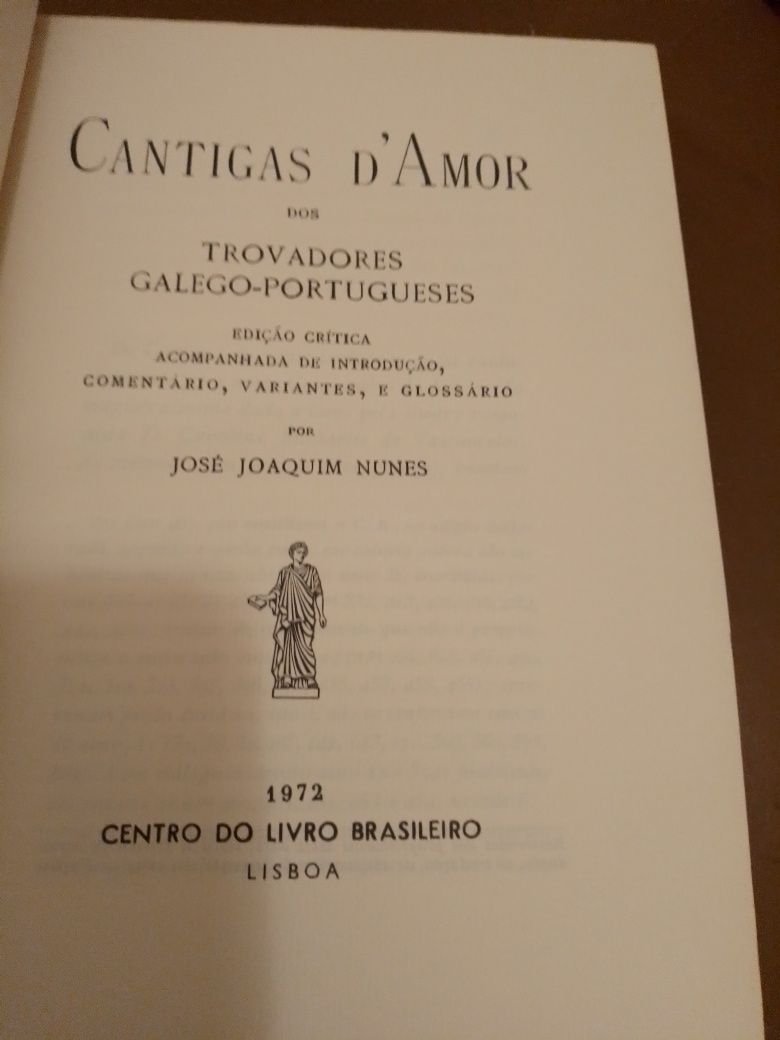 CANTIGAS D'AMOR
DOS
TROVADORES
GALEGO-PORTUGUESES
EDIÇÃO CRÍTICA
ACOMPANHADA DE INTRODUÇÃO,
COMENTÁRIO, VARIANTES, E GLOSSÁRIO
POR
JOSÉ JOAQUIM NUNES
1972
CENTRO DO LIVRO BRASILEIRO
LISBOA